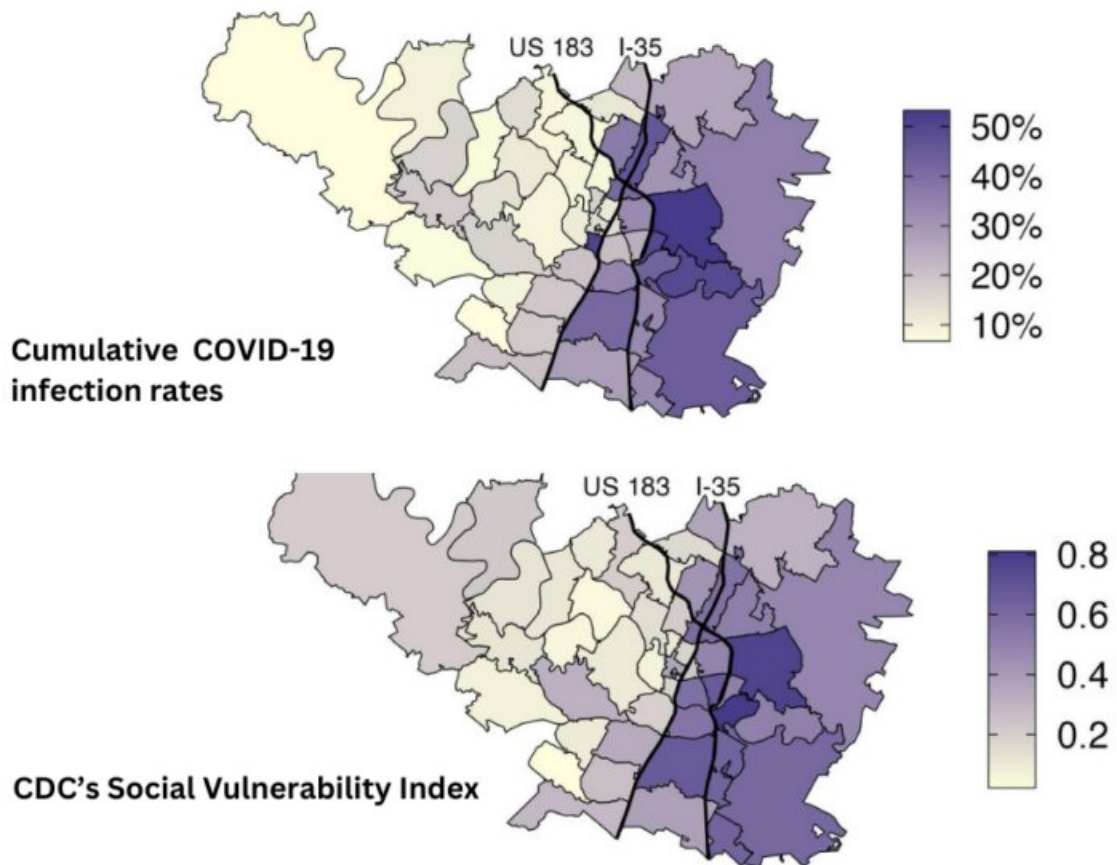 US 183 I-35
50%
40%
30%
20%
10%
Cumulative COVID-19
infection rates
US 183 I-35
0.8
0.6
0.4
0.2
CDC’s Social Vulnerability Index